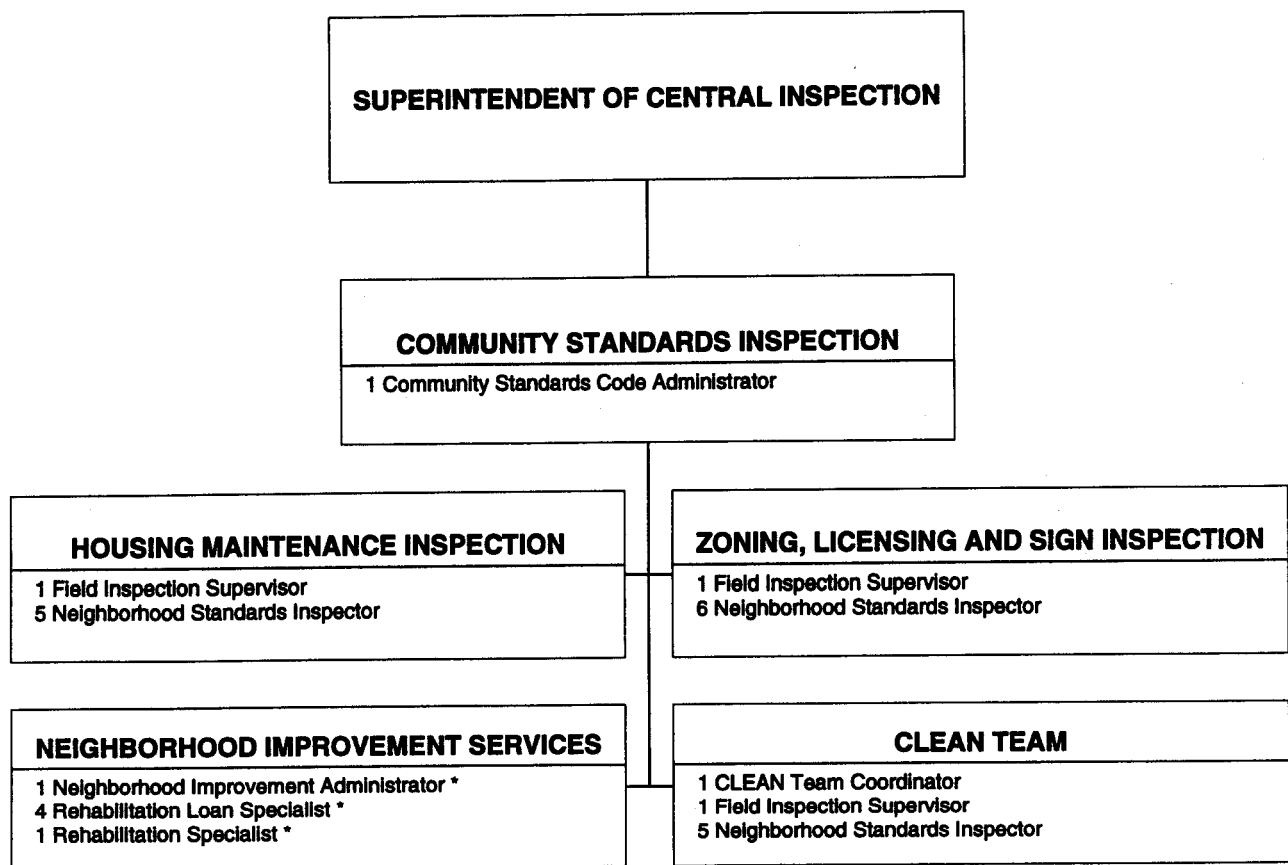 SUPERINTENDENT OF CENTRAL INSPECTION
COMMUNITY STANDARDS INSPECTION
1 Community Standards Code Administrator
HOUSING MAINTENANCE INSPECTION
1 Field Inspection Supervisor
5 Neighborhood Standards Inspector
ZONING, LICENSING AND SIGN INSPECTION
1 Field Inspection Supervisor
6 Neighborhood Standards Inspector
NEIGHBORHOOD IMPROVEMENT SERVICES
1 Neighborhood Improvement Administrator *
4 Rehabilitation Loan Specialist *
1 Rehabilitation Specialist *
CLEAN TEAM
1 CLEAN Team Coordinator
1 Field Inspection Supervisor
5 Neighborhood Standards Inspector